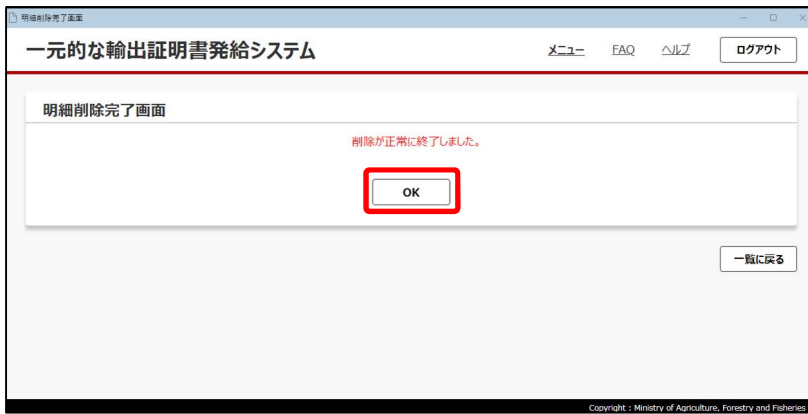 明細削除完了画面
一元的な輸出証明書発給システム
メニュー FAQ ヘルプ ログアウト
明細削除完了画面
削除が正常に終了しました。
OK
一覧に戻る
Copyright : Ministry of Agriculture, Forestry and Fisheries